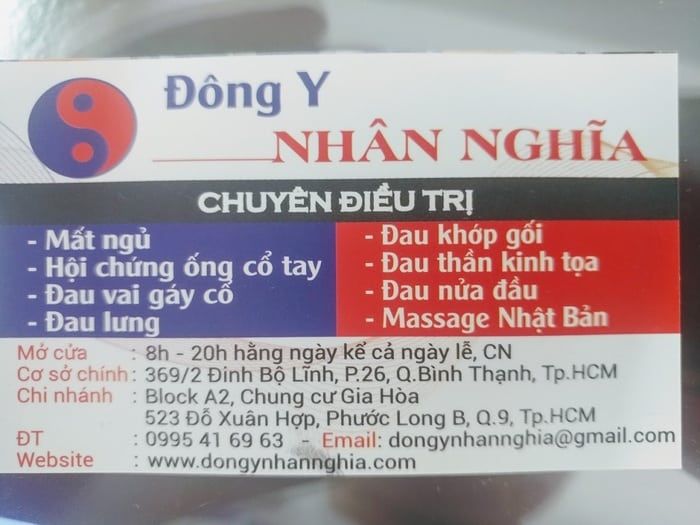 Đông Y
NHÂN NGHĨA
CHUYÊN ĐIỀU TRỊ
- Mất ngủ
- Hội chứng ống cổ tay
- Đau vai gáy cổ
- Đau lưng
- Đau khớp gối
- Đau thần kinh tọa
- Đau nửa đầu
- Massage Nhật Bản
Mở cửa : 8h - 20h hằng ngày kể cả ngày lễ, CN
Cơ sở chính : 369/2 Đinh Bộ Lĩnh, P.26, Q.Bình Thạnh, Tp.HCM
Chi nhánh : Block A2, Chung cư Gia Hòa
523 Đỗ Xuân Hợp, Phước Long B, Q.9, Tp.HCM
ĐT : 0995 41 69 63 - Email: dongynhannghia@gmail.com
Website : www.dongynhannghia.com